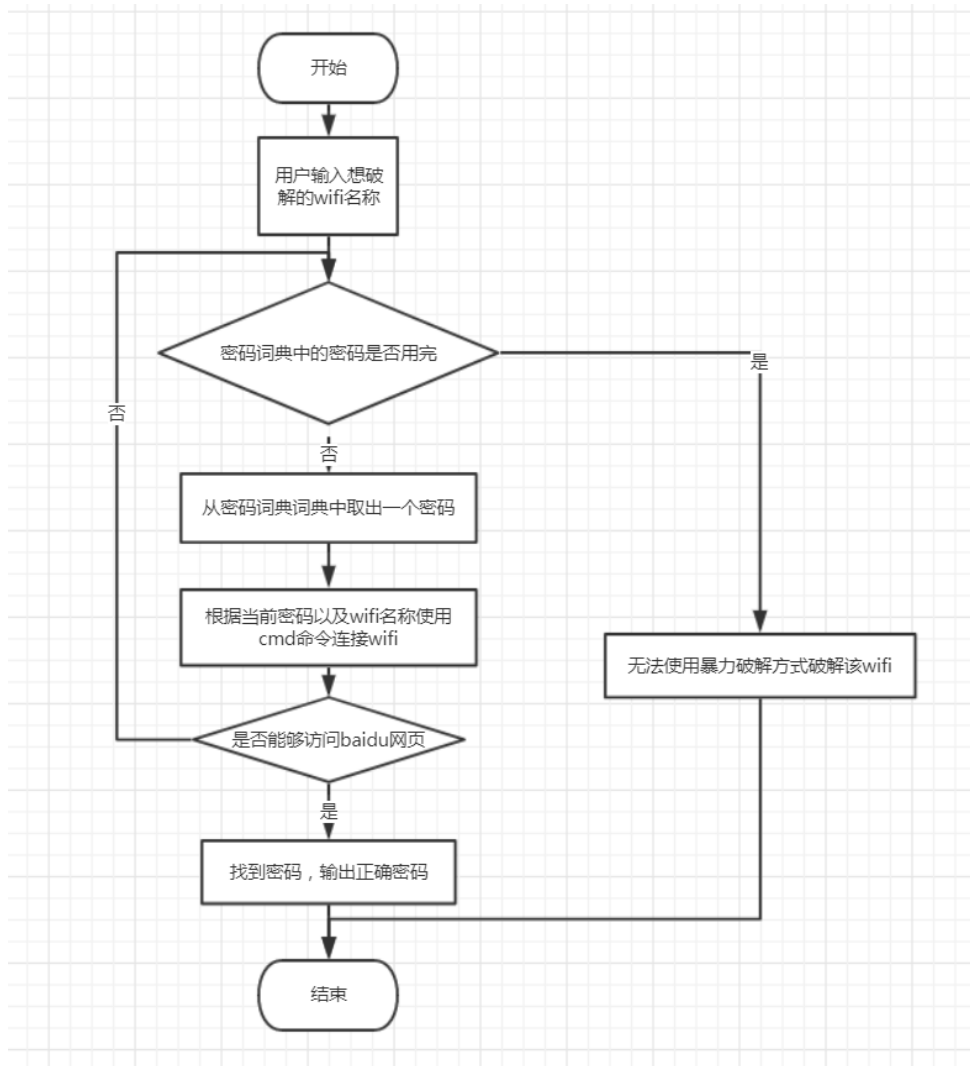 开始
用户输入想破
解的wifi名称
密码词典中的密码是否用完
是
否
否
从密码词典词典中取出一个密码
根据当前密码以及wifi名称使用
cmd命令连接wifi
无法使用暴力破解方式破解该wifi
是否能够访问baidu网页
是
找到密码，输出正确密码
结束